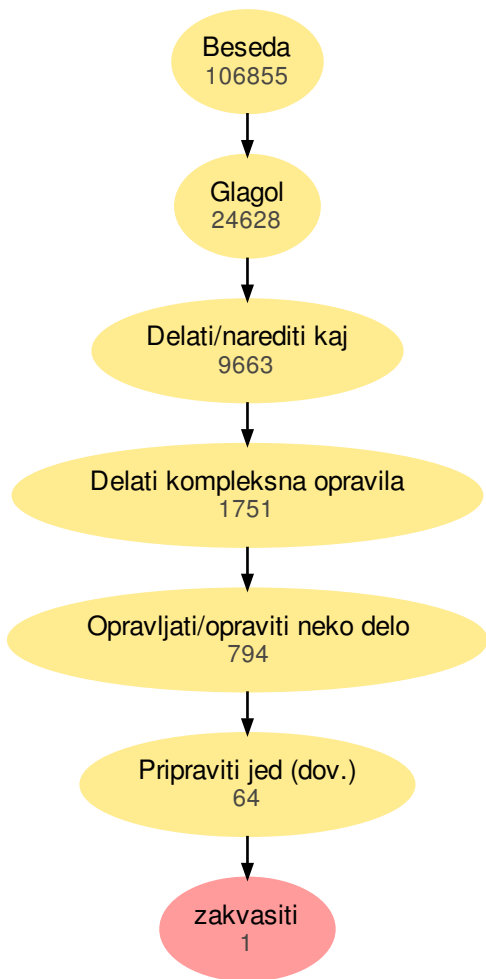 Beseda
106855
Glagol
24628
Delati/narediti kaj
9663
Delati kompleksna opravila
1751
Opravljati/opraviti neko delo
794
Pripraviti jed (dov.)
64
zakvasiti
1